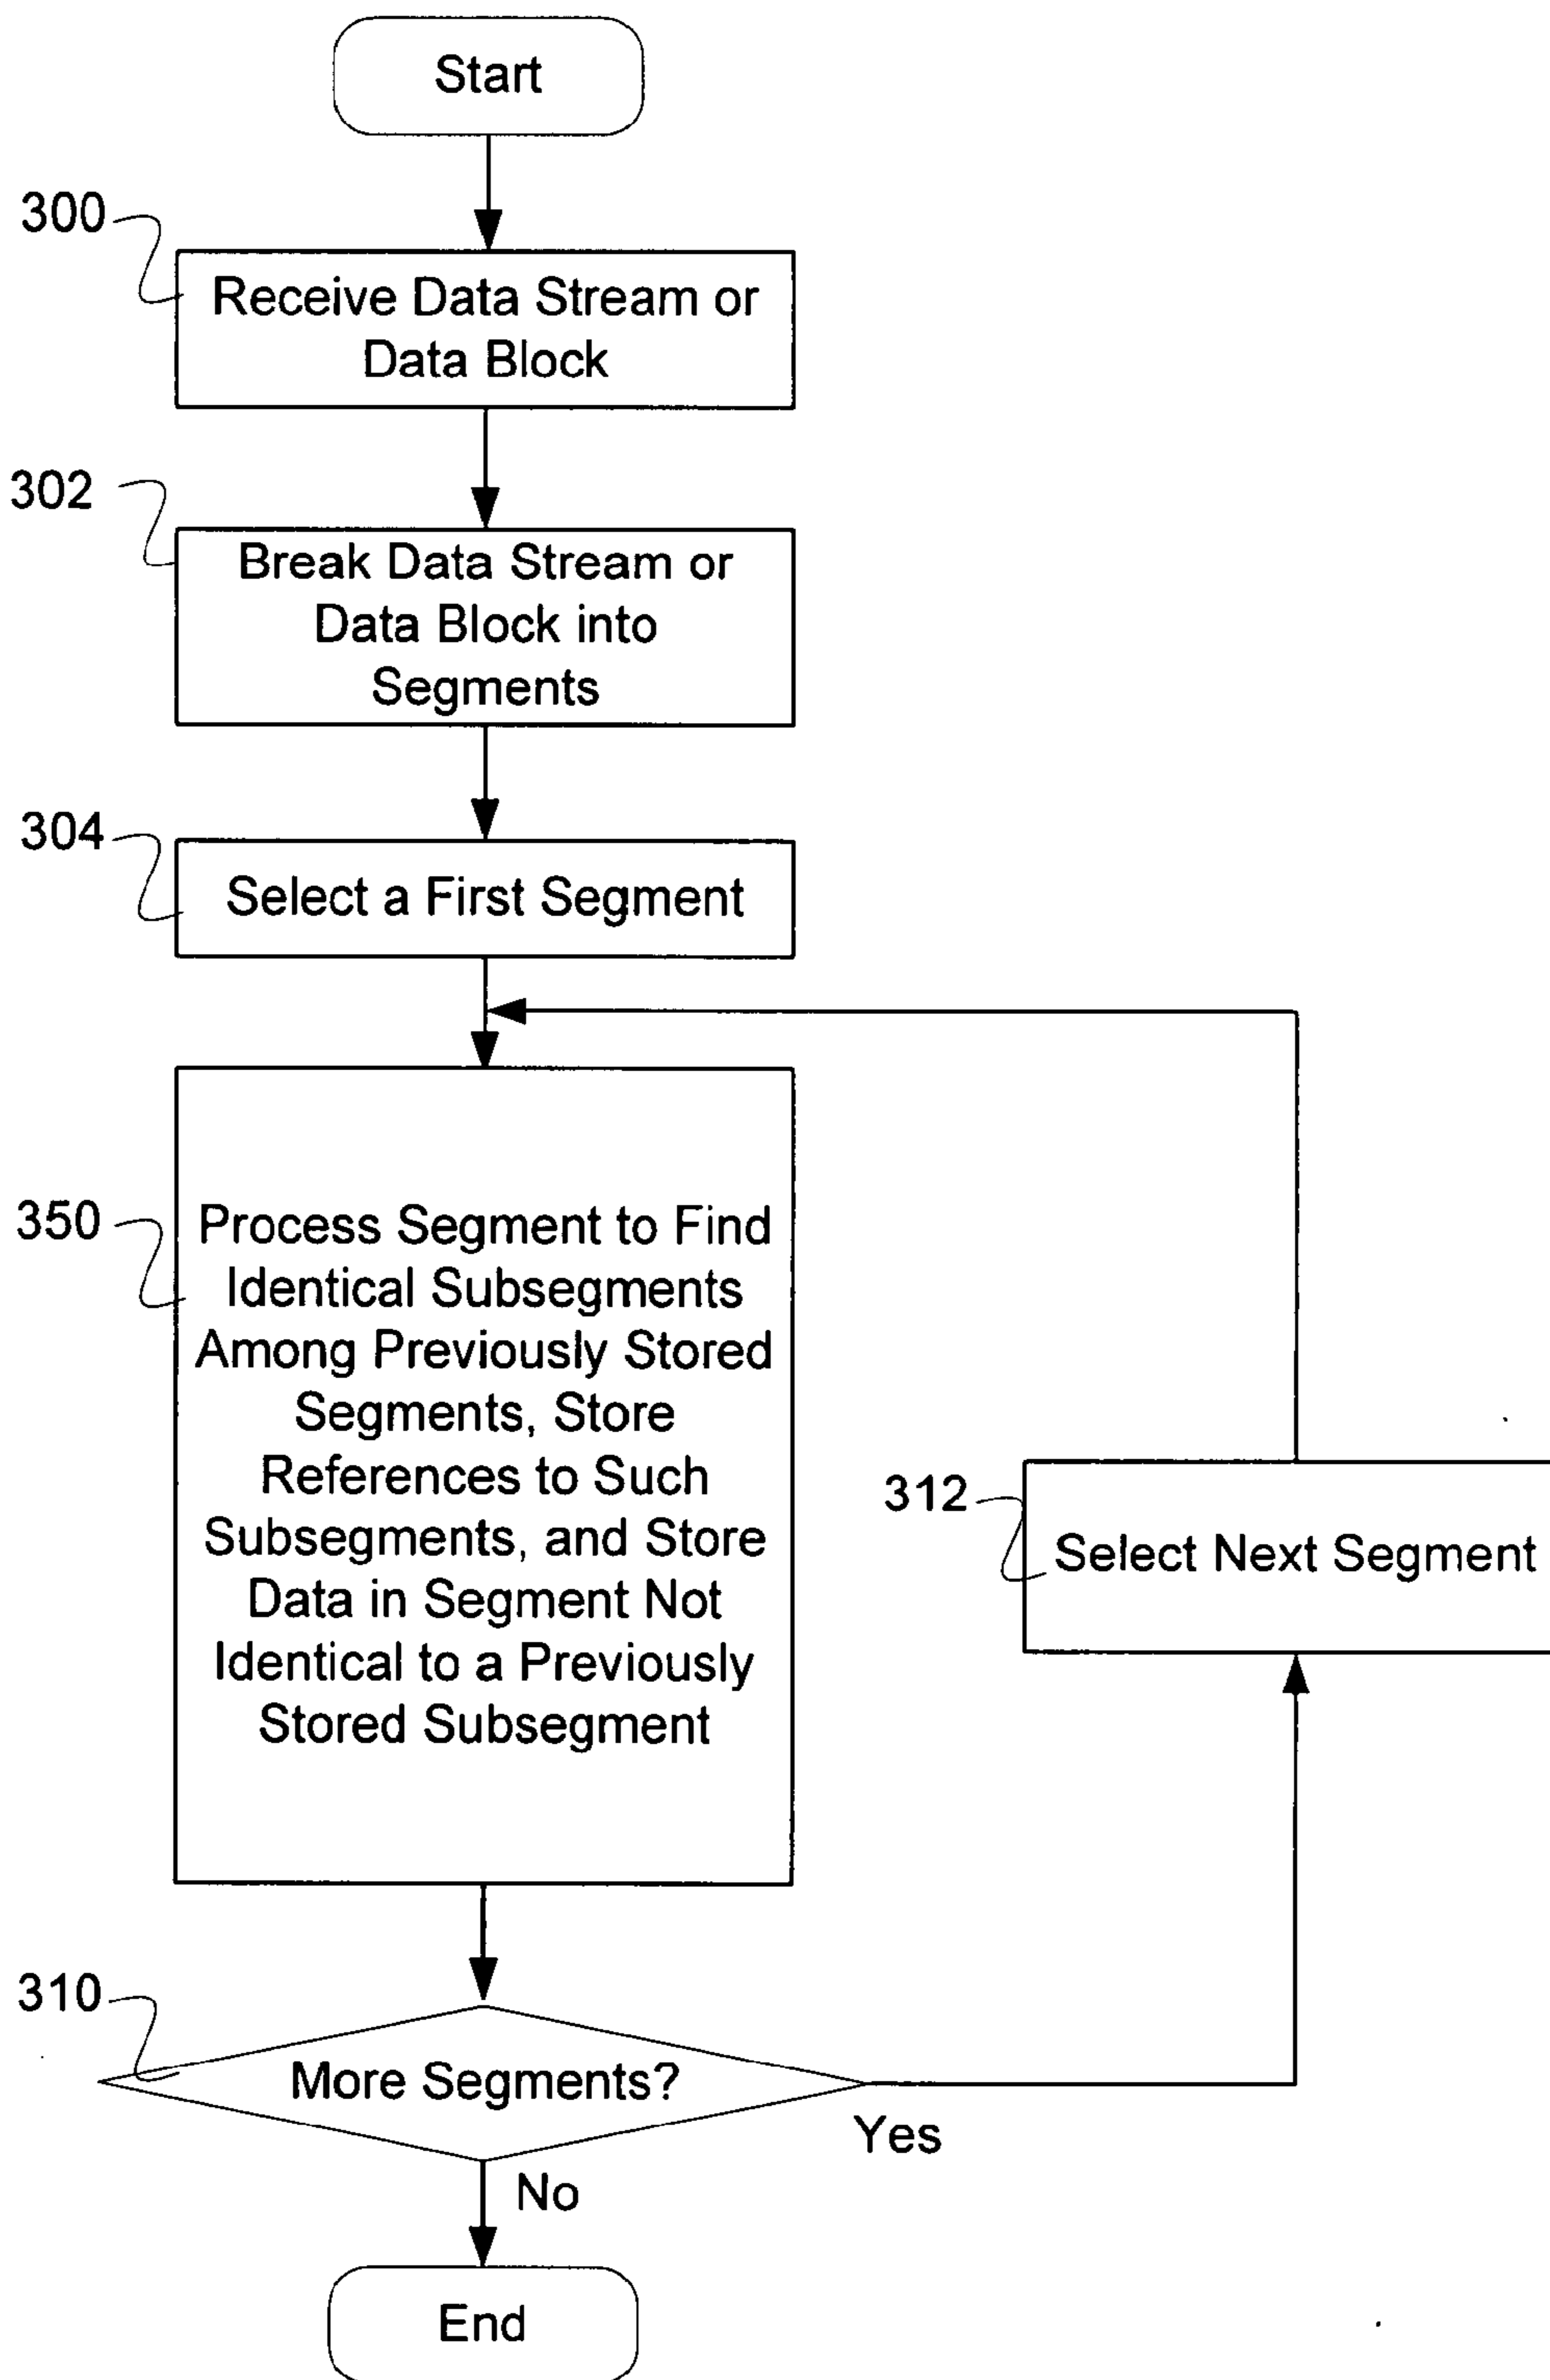 Start
300
Receive Data Stream or
Data Block
302
Break Data Stream or
Data Block into
Segments
304
Select a First Segment
350
Process Segment to Find
Identical Subsegments
Among Previously Stored
Segments, Store
References to Such
Subsegments, and Store
Data in Segment Not
Identical to a Previously
Stored Subsegment
312
Select Next Segment
310
More Segments?
Yes
No
End